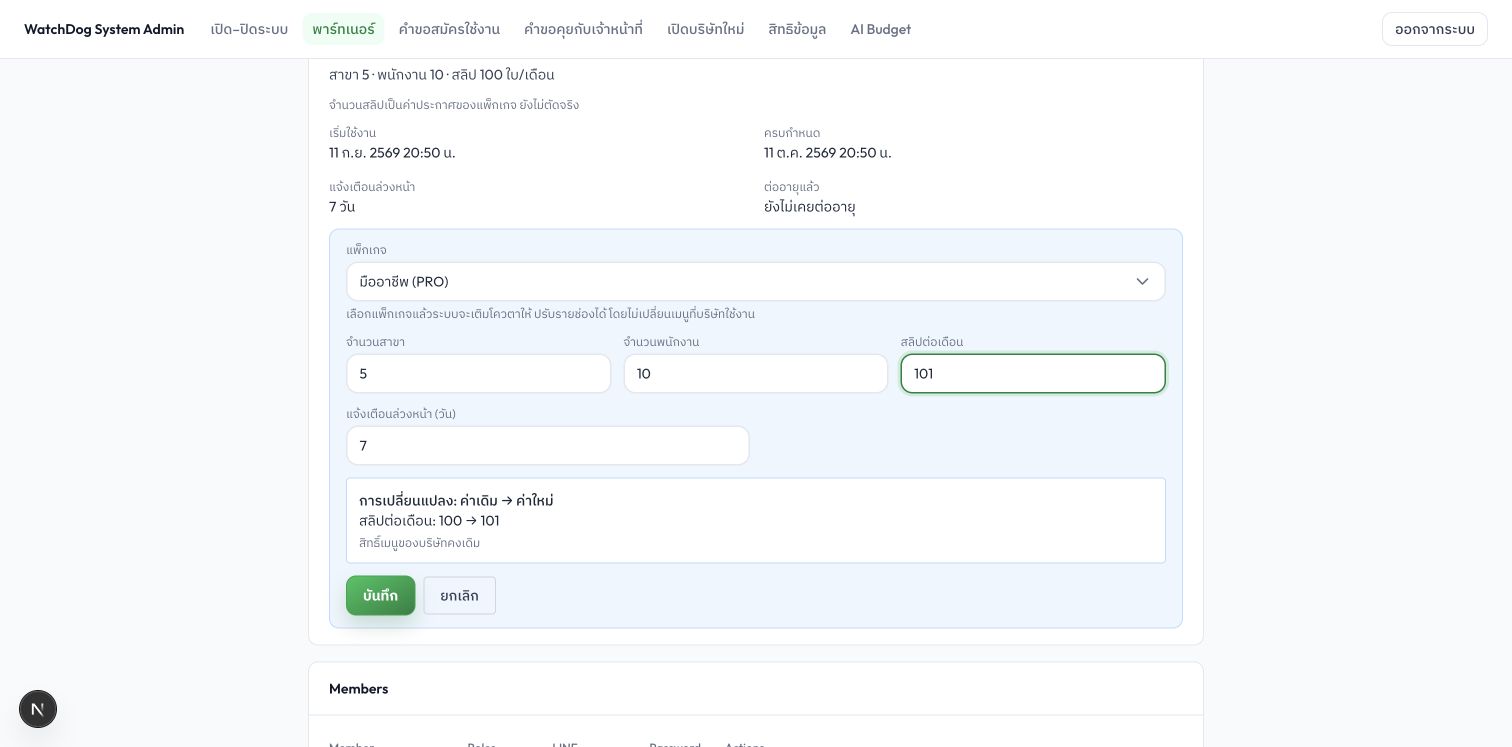 WatchDog System Admin
เปิด-ปิดระบบ
พาร์ทเนอร์
คำขอสมัครใช้งาน
คำขอคุยกับเจ้าหน้าที่
เปิดบริษัทใหม่
สิทธิข้อมูล
AI Budget
ออกจากระบบ
สาขา 5 · พนักงาน 10 · สลิป 100 ใบ/เดือน
จำนวนสลิปเป็นค่าประกาศของแพ็กเกจ ยังไม่ตัดจริง
เริ่มใช้งาน
ครบกำหนด
11 ก.ย. 2569 20:50 น.
11 ต.ค. 2569 20:50 น.
แจ้งเตือนล่วงหน้า
ต่ออายุแล้ว
7 วัน
ยังไม่เคยต่ออายุ
แพ็กเกจ
มืออาชีพ (PRO)
เลือกแพ็กเกจแล้วระบบจะเติมโควตาให้ ปรับรายช่องได้ โดยไม่เปลี่ยนเมนูที่บริษัทใช้งาน
จำนวนสาขา
จำนวนพนักงาน
สลิปต่อเดือน
5
10
101
แจ้งเตือนล่วงหน้า (วัน)
7
การเปลี่ยนแปลง: ค่าเดิม → ค่าใหม่
สลิปต่อเดือน: 100 → 101
สิทธิ์เมนูของบริษัทคงเดิม
บันทึก
ยกเลิก
Members
N
Member
Roles
LINE
Password
Actions